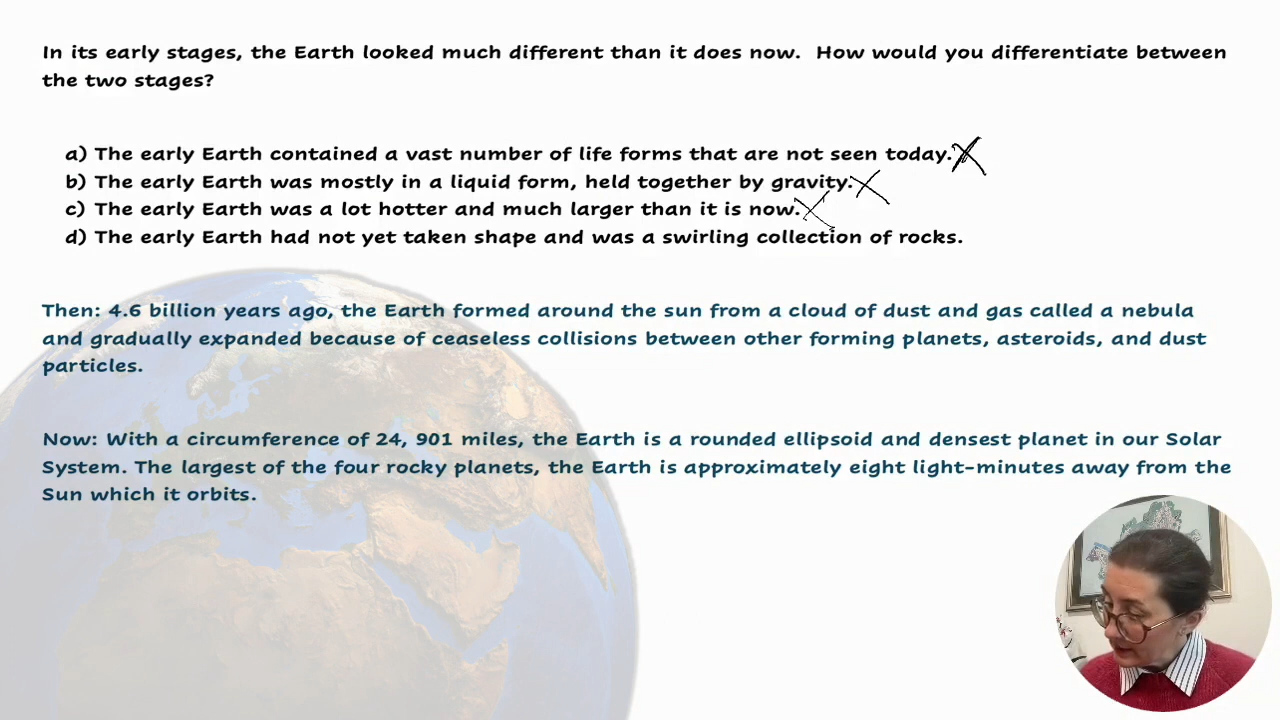 In its early stages, the Earth looked much different than it does now.  How would you differentiate between
the two stages?
a) The early Earth contained a vast number of life forms that are not seen today.
b) The early Earth was mostly in a liquid form, held together by gravity.
c) The early Earth was a lot hotter and much larger than it is now.
d) The early Earth had not yet taken shape and was a swirling collection of rocks.
Then: 4.6 billion years ago, the Earth formed around the sun from a cloud of dust and gas called a nebula
and gradually expanded because of ceaseless collisions between other forming planets, asteroids, and dust
particles.
Now: With a circumference of 24, 901 miles, the Earth is a rounded ellipsoid and densest planet in our Solar
System. The largest of the four rocky planets, the Earth is approximately eight light-minutes away from the
Sun which it orbits.